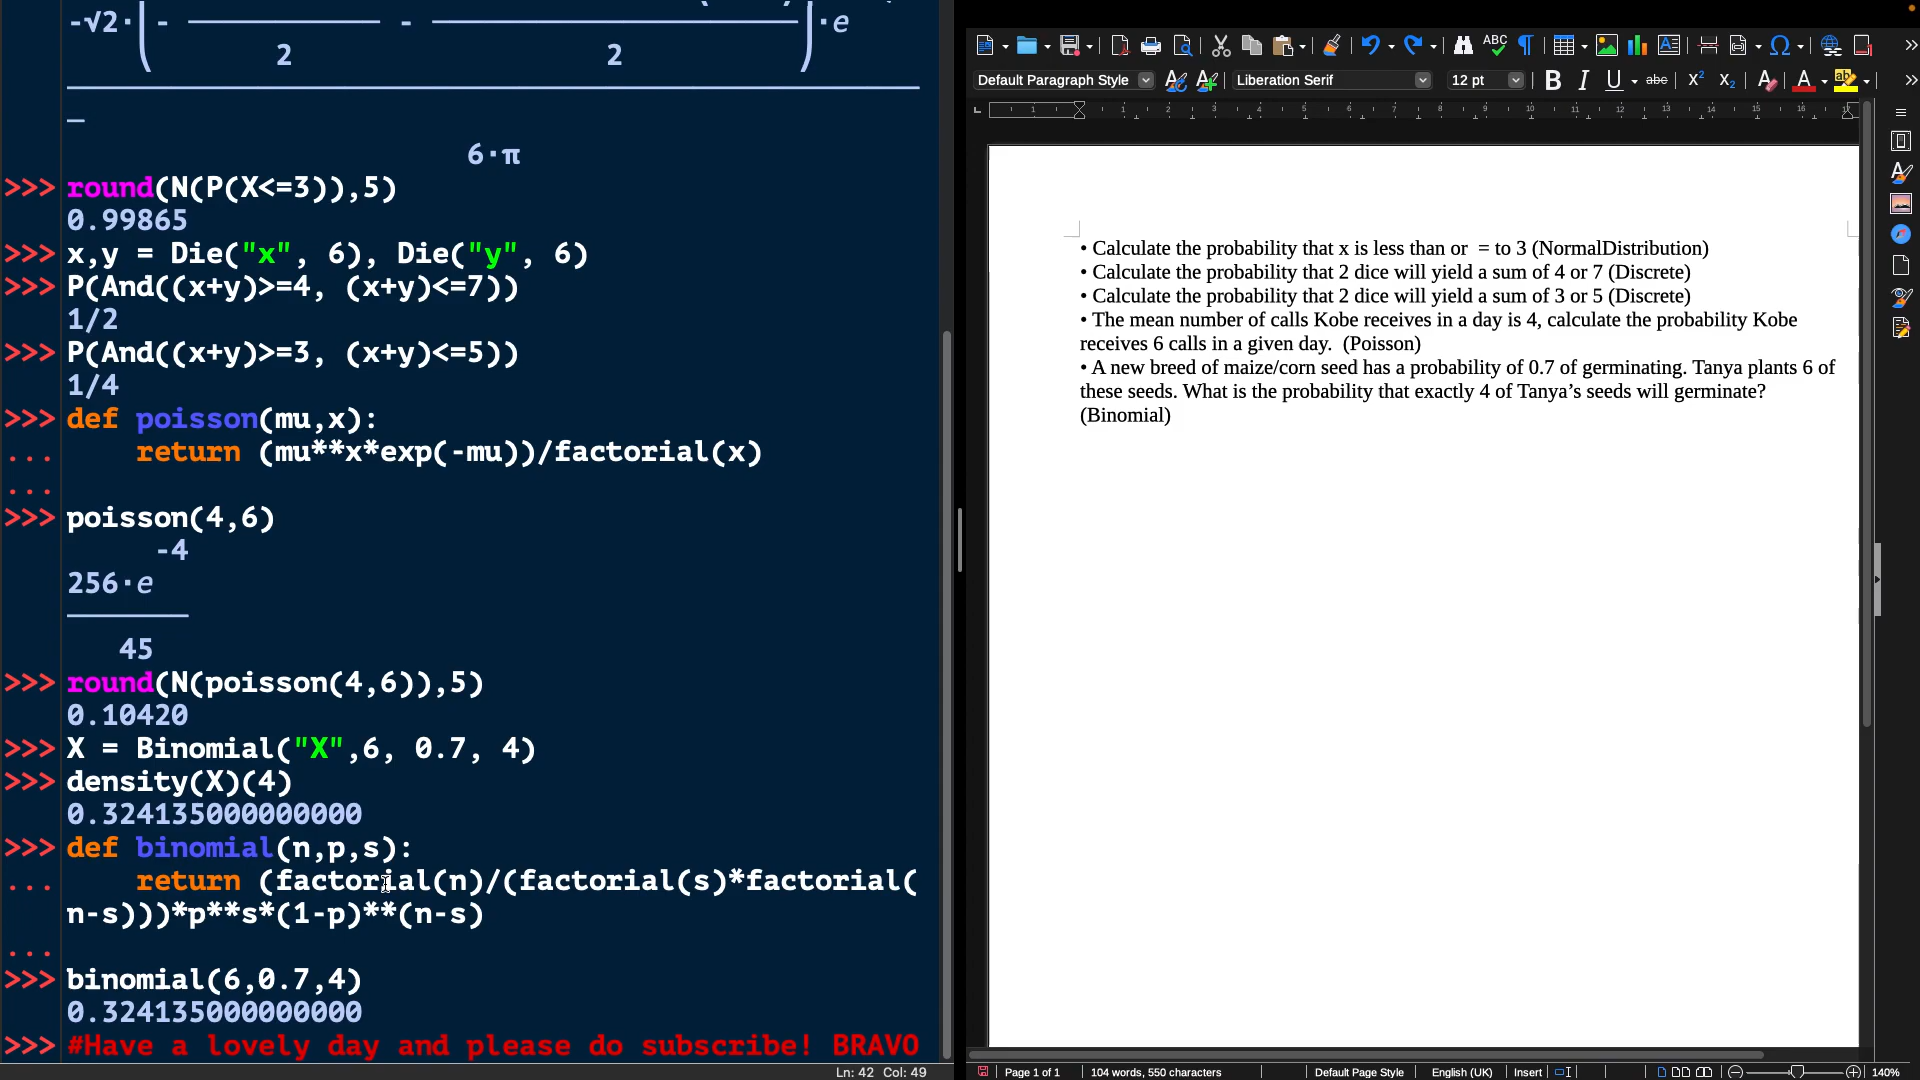 -√2·
-
-
·e
2
2
6·π
>>> round(N(P(X<=3)),5)
0.99865
>>> x,y = Die("x", 6), Die("y", 6)
>>> P(And((x+y)>=4, (x+y)<=7))
1/2
>>> P(And((x+y)>=3, (x+y)<=5))
1/4
>>> def poisson(mu,x):
... return (mu**x*exp(-mu))/factorial(x)
...
>>> poisson(4,6)
-4
256·e
45
>>> round(N(poisson(4,6)),5)
0.10420
>>> X = Binomial("X",6, 0.7, 4)
>>> density(X)(4)
0.324135000000000
>>> def binomial(n,p,s):
... return (factorial(n)/(factorial(s)*factorial(
n-s)))*p**s*(1-p)**(n-s)
...
>>> binomial(6,0.7,4)
0.324135000000000
>>> #Have a lovely day and please do subscribe! BRAVO
Ln: 42 Col: 49
Default Paragraph Style
Liberation Serif
12 pt
• Calculate the probability that x is less than or  = to 3 (NormalDistribution)
• Calculate the probability that 2 dice will yield a sum of 4 or 7 (Discrete)
• Calculate the probability that 2 dice will yield a sum of 3 or 5 (Discrete)
• The mean number of calls Kobe receives in a day is 4, calculate the probability Kobe
receives 6 calls in a given day.  (Poisson)
• A new breed of maize/corn seed has a probability of 0.7 of germinating. Tanya plants 6 of
these seeds. What is the probability that exactly 4 of Tanya’s seeds will germinate?
(Binomial)
Page 1 of 1
104 words, 550 characters
Default Page Style
English (UK)
Insert
140%